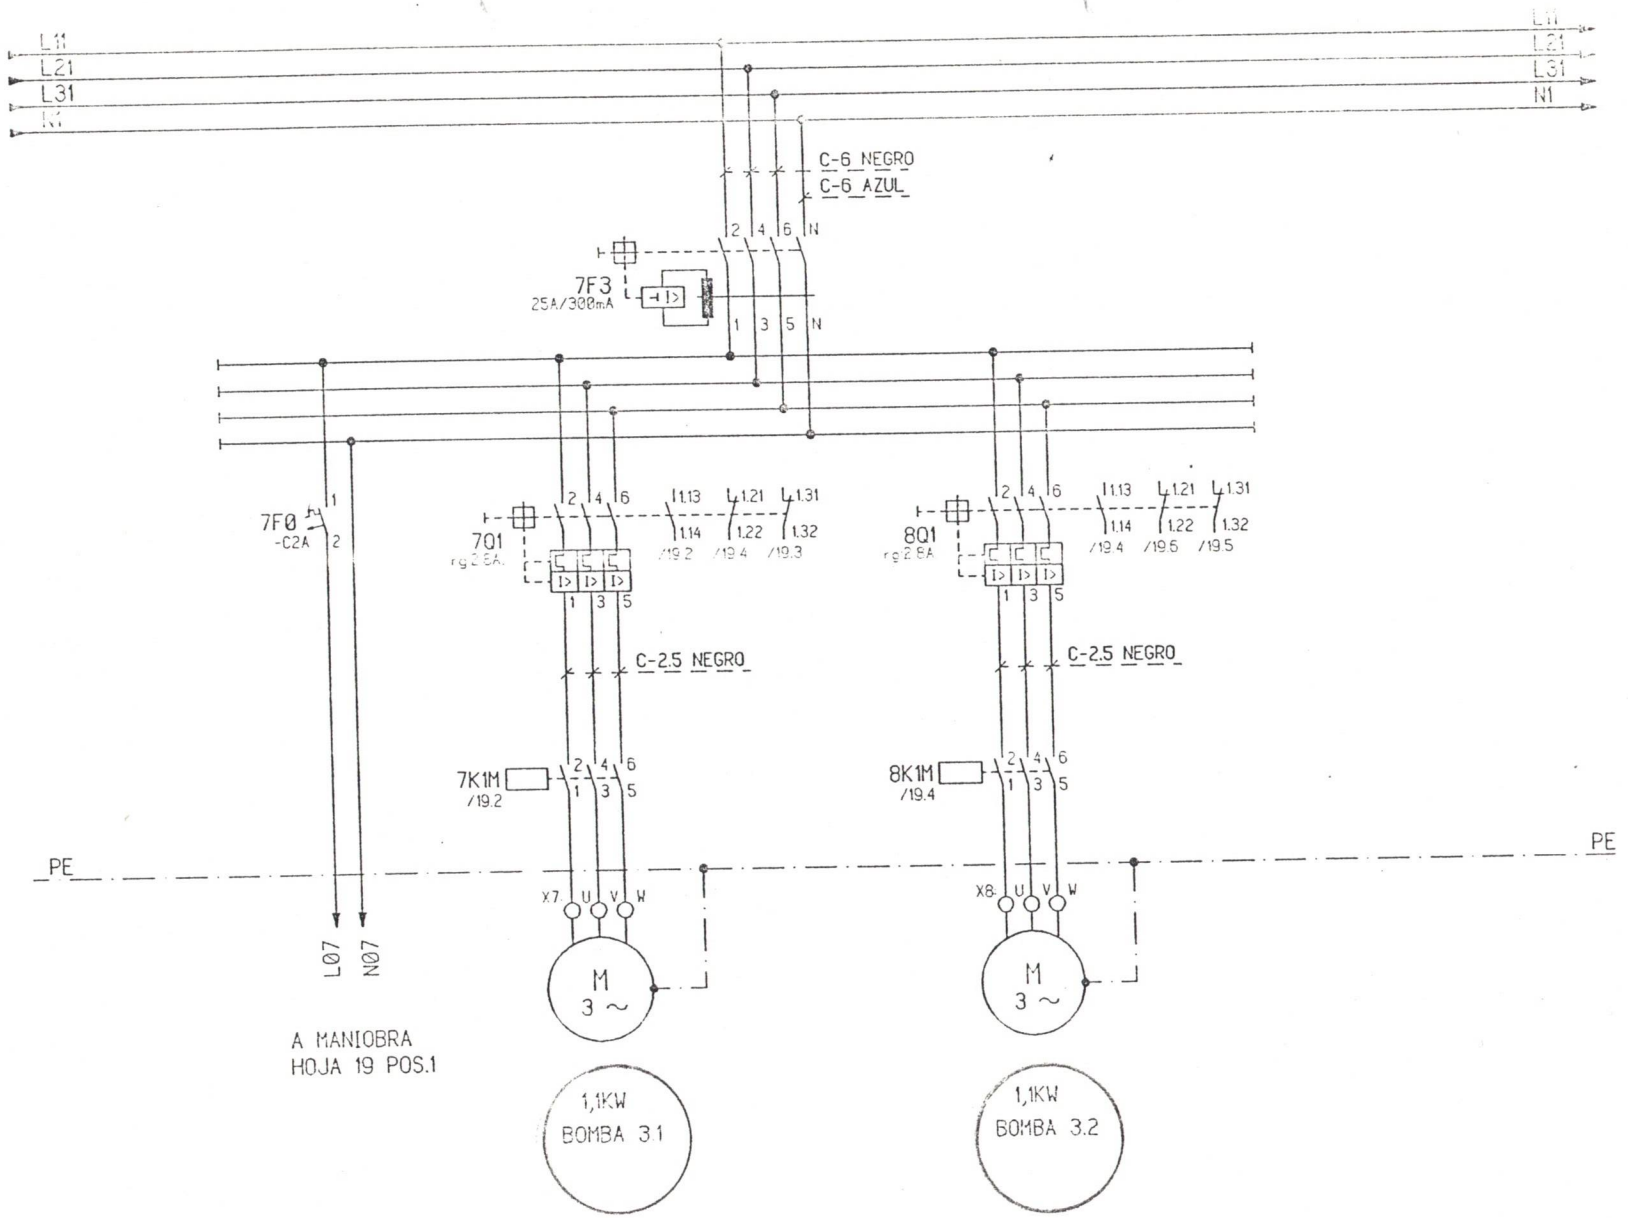 L11
L21
L31
N1
L11
L21
L31
N1
C-6 NEGRO
C-6 AZUL
2 4 6 N
7F3
25A/300mA
I>
1 3 5 N
7F0
-C2A
1
2
7Q1
2 4 6
1.13 1.21 1.31
1.14 1.22 1.32
/19.2 /19.4 /19.3
I> I> I>
1 3 5
8Q1
rg 2.8A
2 4 6
1.13 1.21 1.31
1.14 1.22 1.32
/19.4 /19.5
I> I> I>
1 3 5
C-2.5 NEGRO
C-2.5 NEGRO
7K1M
/19.2
2 4 6
1 3 5
8K1M
/19.4
2 4 6
1 3 5
PE
PE
X7: U V W
X8: U V W
L07
N07
M
3 ~
M
3 ~
A MANIOBRA
HOJA 19 POS.1
1,1KW
BOMBA 3.1
1,1KW
BOMBA 3.2